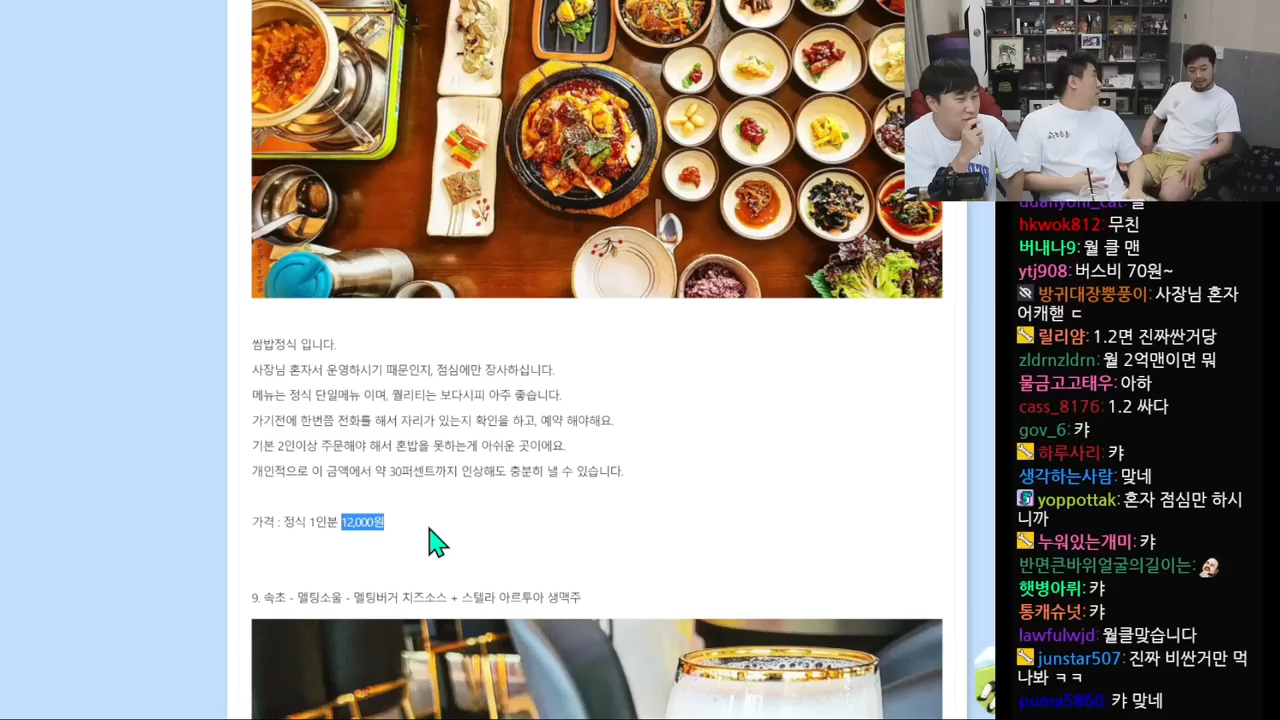 쌈밥정식 입니다.
사장님 혼자서 운영하시기 때문인지, 점심에만 장사하십니다.
메뉴는 정식 단일메뉴 이며, 퀄리티는 보다시피 아주 좋습니다.
가기전에 한번쯤 전화를 해서 자리가 있는지 확인을 하고, 예약 해야해요.
기본 2인이상 주문해야 해서 혼밥을 못하는게 아쉬운 곳이에요.
개인적으로 이 금액에서 약 30퍼센트까지 인상해도 충분히 낼 수 있습니다.
가격 : 정식 1인분 12,000원
9. 속초 - 멜팅소울 - 멜팅버거 치즈소스 + 스텔라 아르투아 생맥주
hkwok812: 무친
버내나9: 월 클 맨
ytj908: 버스비 70원~
방귀대장뿡풍이: 사장님 혼자
어캐핸 ㄷ
릴리얌: 1.2면 진짜싼거당
zldrnzldrn: 월 2억맨이면 뭐
물금고고태우: 아하
cass_8176: 1.2 싸다
gov_6: 캬
하루사리: 캬
생각하는사람: 맞네
yoppottak: 혼자 점심만 하시
니까
누워있는개미: 캬
반면큰바위얼굴의길이는:
햇병아뤼: 캬
통캐슈넛: 캬
lawfulwjd: 월클맞습니다
junstar507: 진짜 비싼거만 먹
나봐 ㅋㅋ
puma5860: 캬 맞네